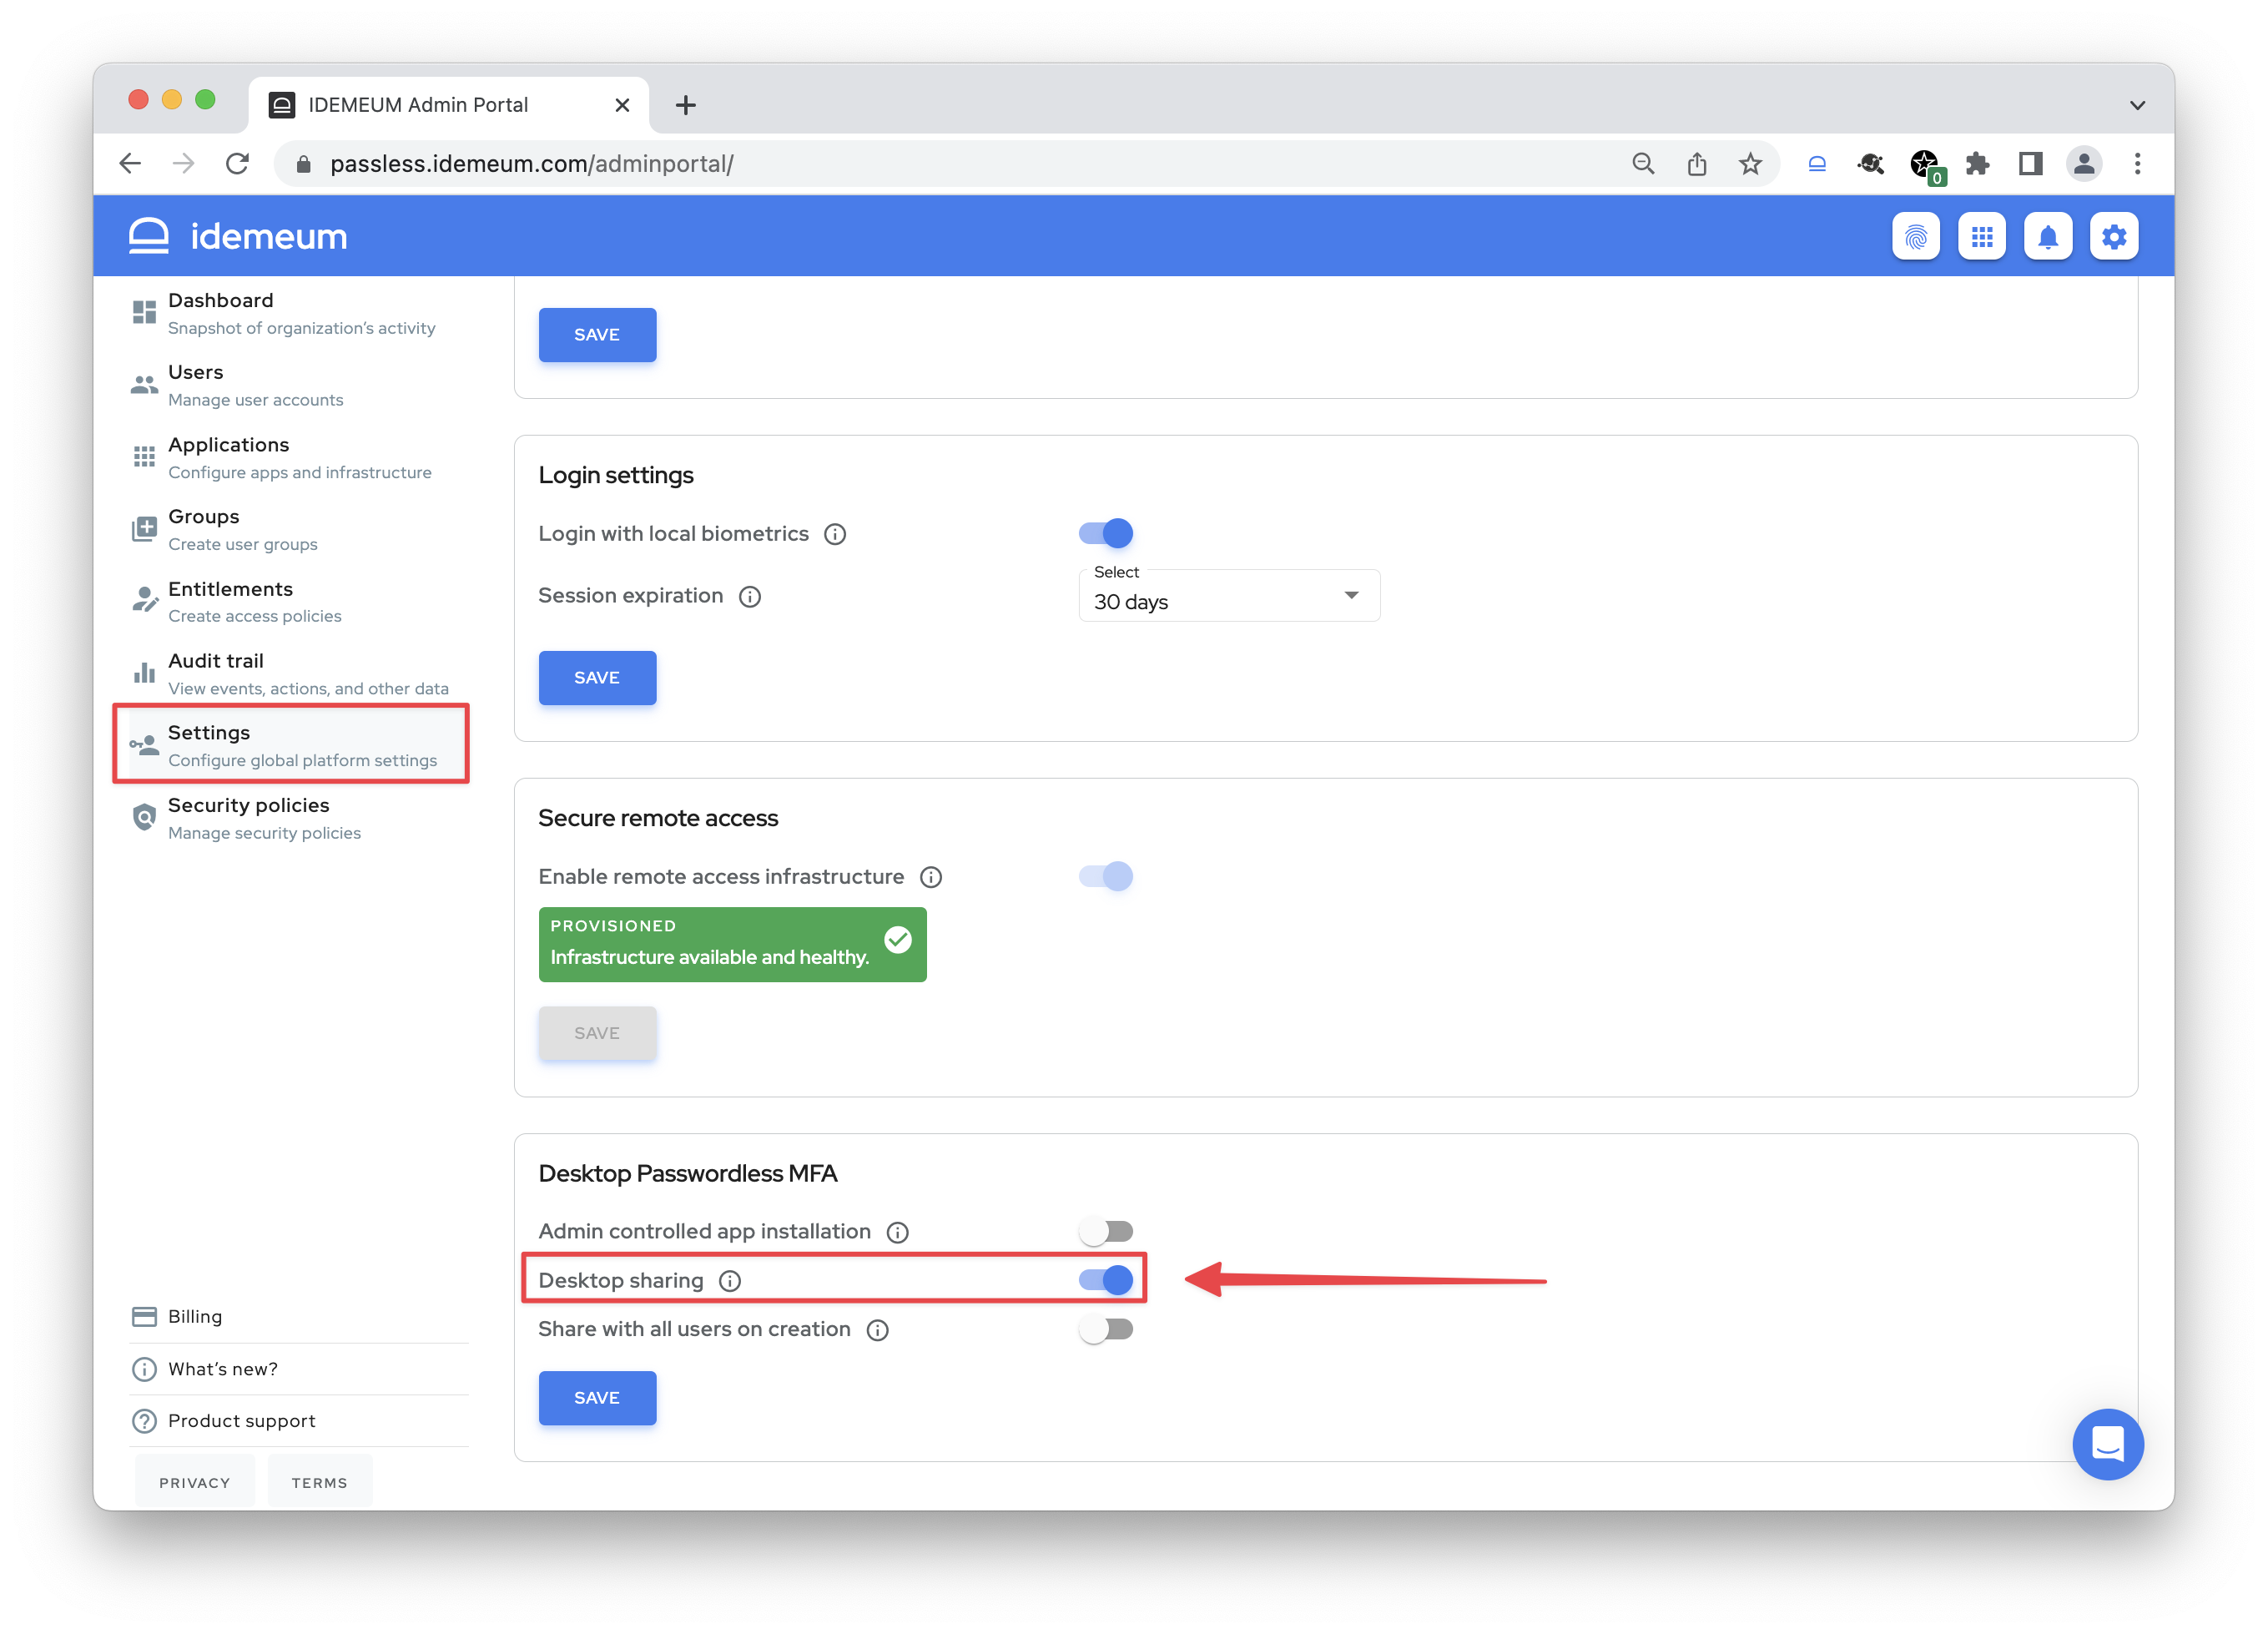 IDEMEUM Admin Portal
passless.idemeum.com/adminportal/
0
idemeum
Dashboard
Snapshot of organization's activity
Users
Manage user accounts
Applications
Configure apps and infrastructure
Groups
Create user groups
Entitlements
Create access policies
Audit trail
View events, actions, and other data
Settings
Configure global platform settings
Security policies
Manage security policies
Billing
What's new?
Product support
PRIVACY
TERMS
SAVE
Login settings
Login with local biometrics
Session expiration
Select
30 days
SAVE
Secure remote access
Enable remote access infrastructure
PROVISIONED
Infrastructure available and healthy.
SAVE
Desktop Passwordless MFA
Admin controlled app installation
Desktop sharing
Share with all users on creation
SAVE